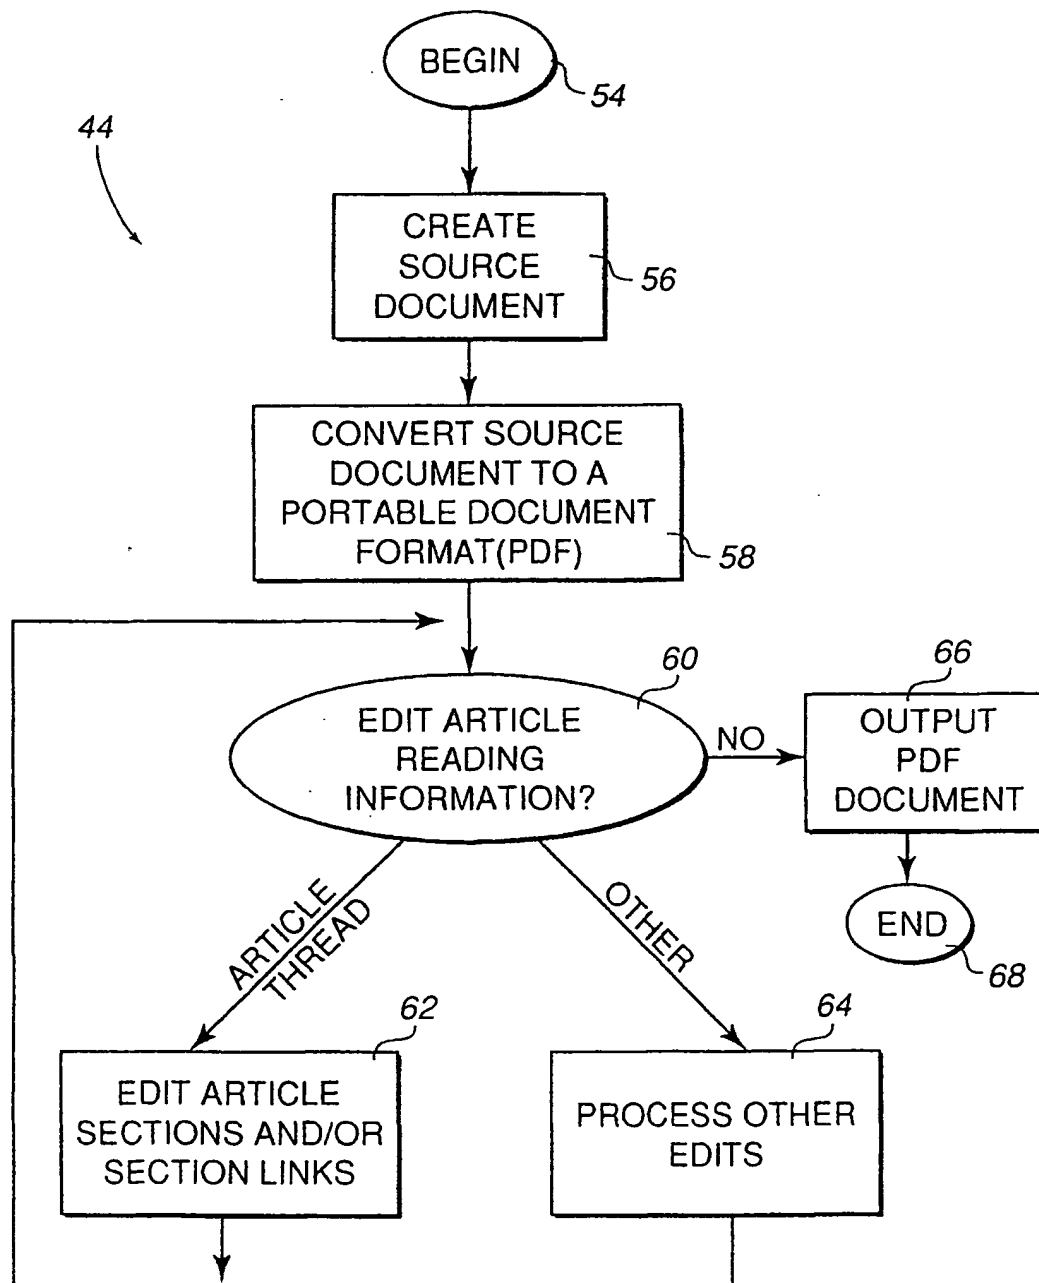 BEGIN
54
44
CREATE
SOURCE
DOCUMENT
56
CONVERT SOURCE
DOCUMENT TO A
PORTABLE DOCUMENT
FORMAT(PDF)
58
60
EDIT ARTICLE
READING
INFORMATION?
NO
66
OUTPUT
PDF
DOCUMENT
END
68
ARTICLE
THREAD
OTHER
62
EDIT ARTICLE
SECTIONS AND/OR
SECTION LINKS
64
PROCESS OTHER
EDITS